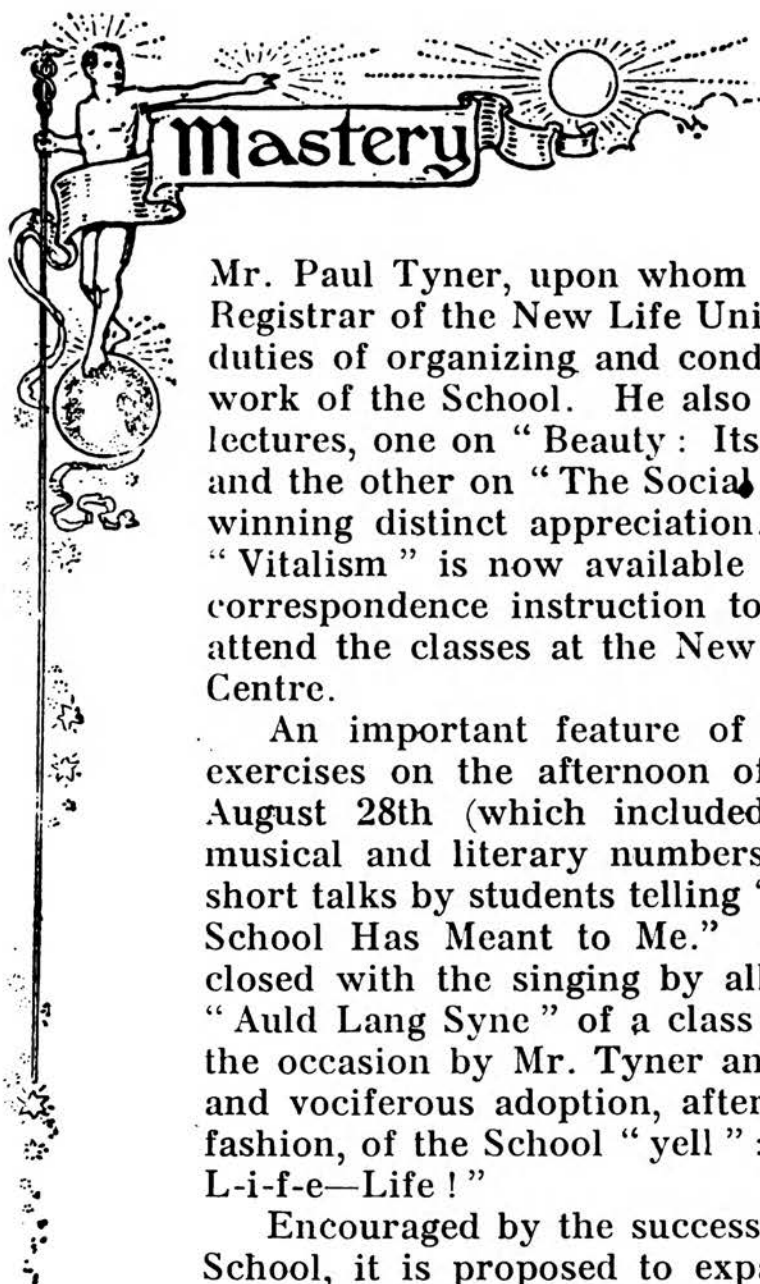 Mastery
Mr. Paul Tyner, upon whom
Registrar of the New Life Uni
duties of organizing and cond
work of the School. He also
lectures, one on “ Beauty : Its
and the other on “ The Social
winning distinct appreciation.
“ Vitalism ” is now available
correspondence instruction to
attend the classes at the New
Centre.
An important feature of
exercises on the afternoon of
August 28th (which included
musical and literary numbers
short talks by students telling “
School Has Meant to Me.”
closed with the singing by all
“ Auld Lang Syne ” of a class
the occasion by Mr. Tyner an
and vociferous adoption, after
fashion, of the School “ yell ” :
L-i-f-e—Life ! ”
Encouraged by the success
School, it is proposed to exp